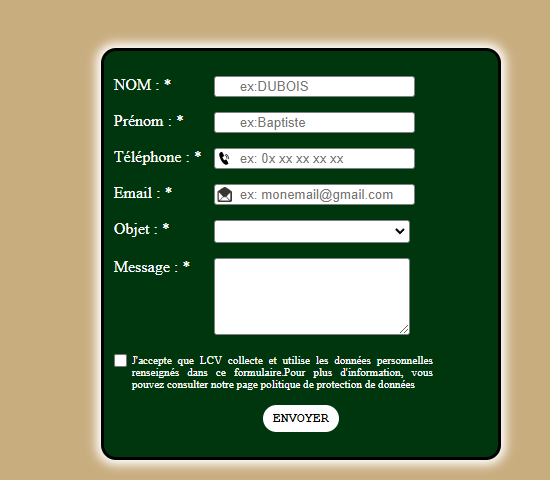 NOM : * ex:DUBOIS
Prénom : * ex:Baptiste
Téléphone : * ex: 0x xx xx xx xx
Email : * ex: monemail@gmail.com
Objet : *
Message : *
J'accepte que LCV collecte et utilise les données personnelles
renseignés dans ce formulaire.Pour plus d'information, vous
pouvez consulter notre page politique de protection de données
ENVOYER